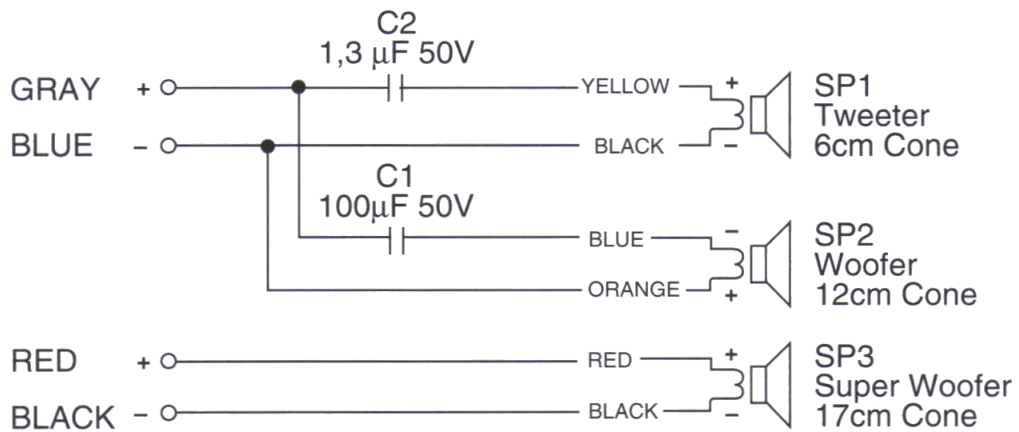 C2
1,3 µF 50V
GRAY + YELLOW + SP1
Tweeter
BLUE – BLACK – 6cm Cone
C1
100µF 50V
BLUE – SP2
Woofer
ORANGE + 12cm Cone
RED + RED + SP3
Super Woofer
BLACK – BLACK – 17cm Cone